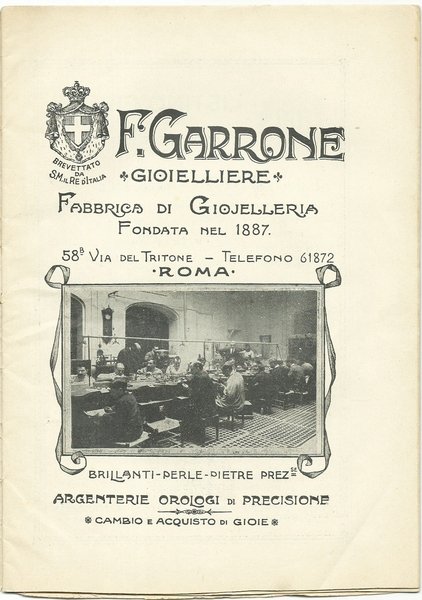 BREVETTATO
DA
S.M. IL RE D'ITALIA
F. GARRONE
GIOIELLIERE
FABBRICA DI GIOJELLERIA
FONDATA NEL 1887.
58B VIA DEL TRITONE – TELEFONO 61872
·ROMA·
BRILLANTI-PERLE-PIETRE PREZSE
ARGENTERIE OROLOGI DI PRECISIONE
CAMBIO E ACQUISTO DI GIOIE